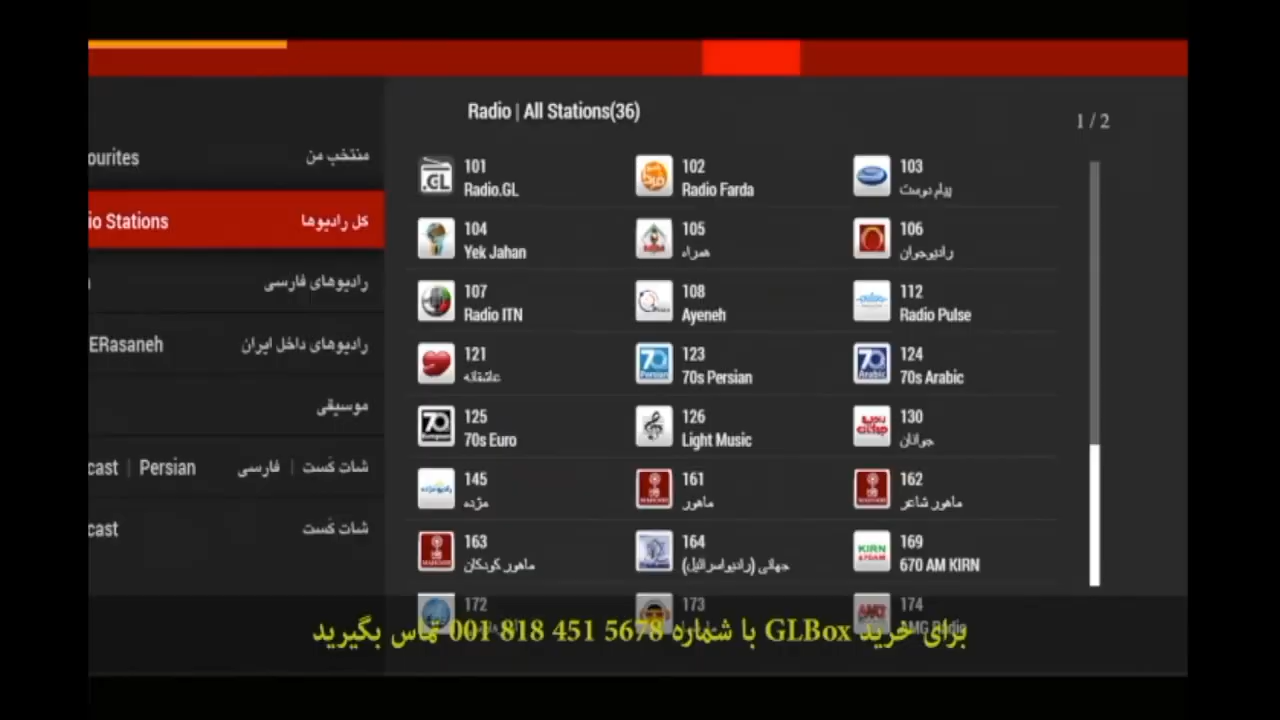 Radio | All Stations(36)
1 / 2
ourites منتخب من
io Stations کل رادیوها
رادیوهای فارسی
ERasaneh رادیوهای داخل ایران
موسیقی
cast | Persian شات کَست | فارسی
cast شات کَست
101
Radio.GL
102
Radio Farda
103
پیام دوست
104
Yek Jahan
105
همراه
106
رادیوجوان
107
Radio ITN
108
Ayeneh
112
Radio Pulse
121
عاشقانه
123
70s Persian
124
70s Arabic
125
70s Euro
126
Light Music
130
جوانان
145
مژده
161
ماهور
162
ماهور شاعر
163
ماهور کودکان
164
جهانی (رادیواسرائیل)
169
670 AM KIRN
172
173
174
AMG Radio
برای خرید GLBox با شماره 001 818 451 5678 تماس بگیرید